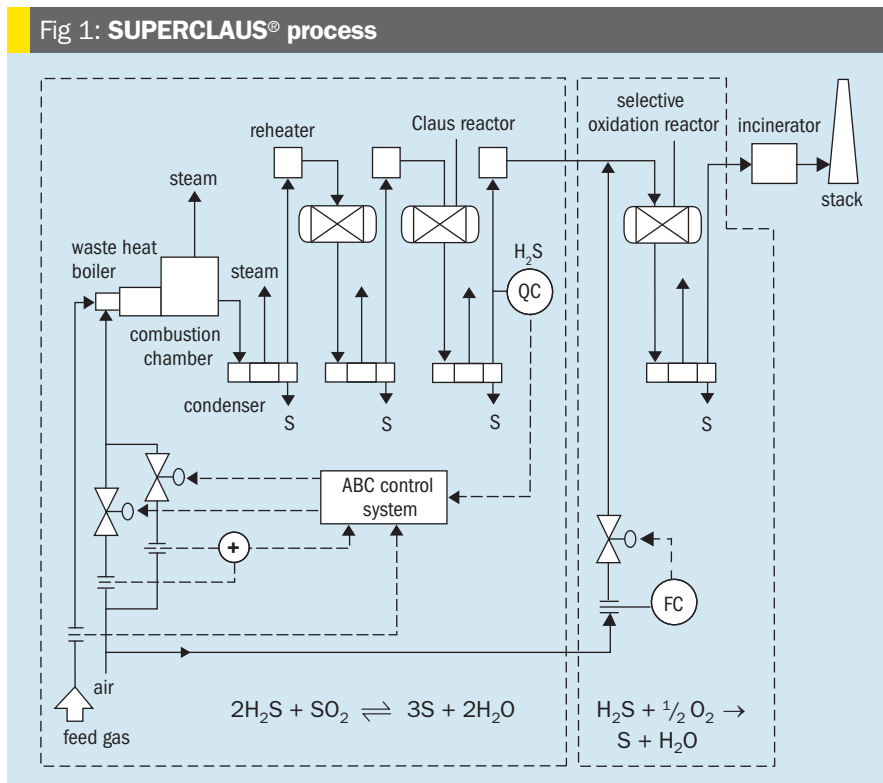 Fig 1: SUPERCLAUS® process
selective
oxidation reactor
incinerator
stack
reheater
Claus reactor
steam
waste heat
boiler
steam
H₂S
QC
combustion
chamber
condenser
S
S
S
S
ABC control
system
+
FC
air
feed gas
2H₂S + SO₂ ⇌ 3S + 2H₂O
H₂S + ½ O₂ →
S + H₂O